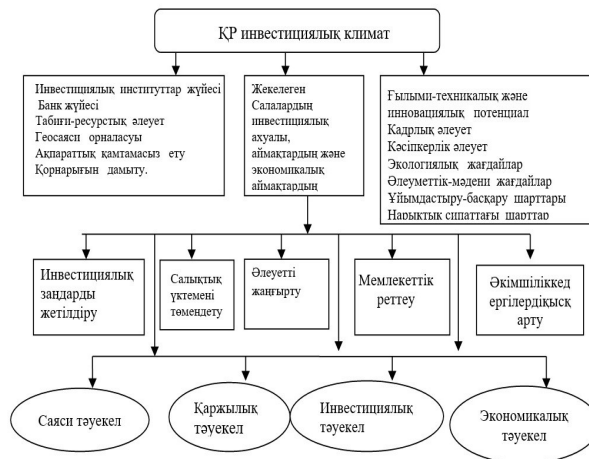 ҚР инвестициялық климат
Инвестициялық институттар жүйесі
Банк жүйесі
Табиғи-ресурстық әлеует
Геосаяси орналасуы
Ақпараттық қамтамасыз ету
Қорнарығын дамыту.
Жекелеген
Салалардың
инвестициялық
ахуалы,
аймақтардың және
экономикалық
аймақтардың
Ғылыми-техникалық және
инновациялық потенциал
Кадрлық әлеует
Кәсіпкерлік әлеует
Экологиялық жағдайлар
Әлеуметтік-мәдени жағдайлар
Ұйымдастыру-басқару шарттары
Нарықтық сипаттағы шарттар
Инвестициялық
заңдарды
жетілдіру
Салықтық
үктемені
төмендету
Әлеуетті
жаңғырту
Мемлекеттік
реттеу
Әкімшіліккед
ергілердіқысқ
арту
Саяси тәуекел
Қаржылық
тәуекел
Инвестициялық
тәуекел
Экономикалық
тәуекел